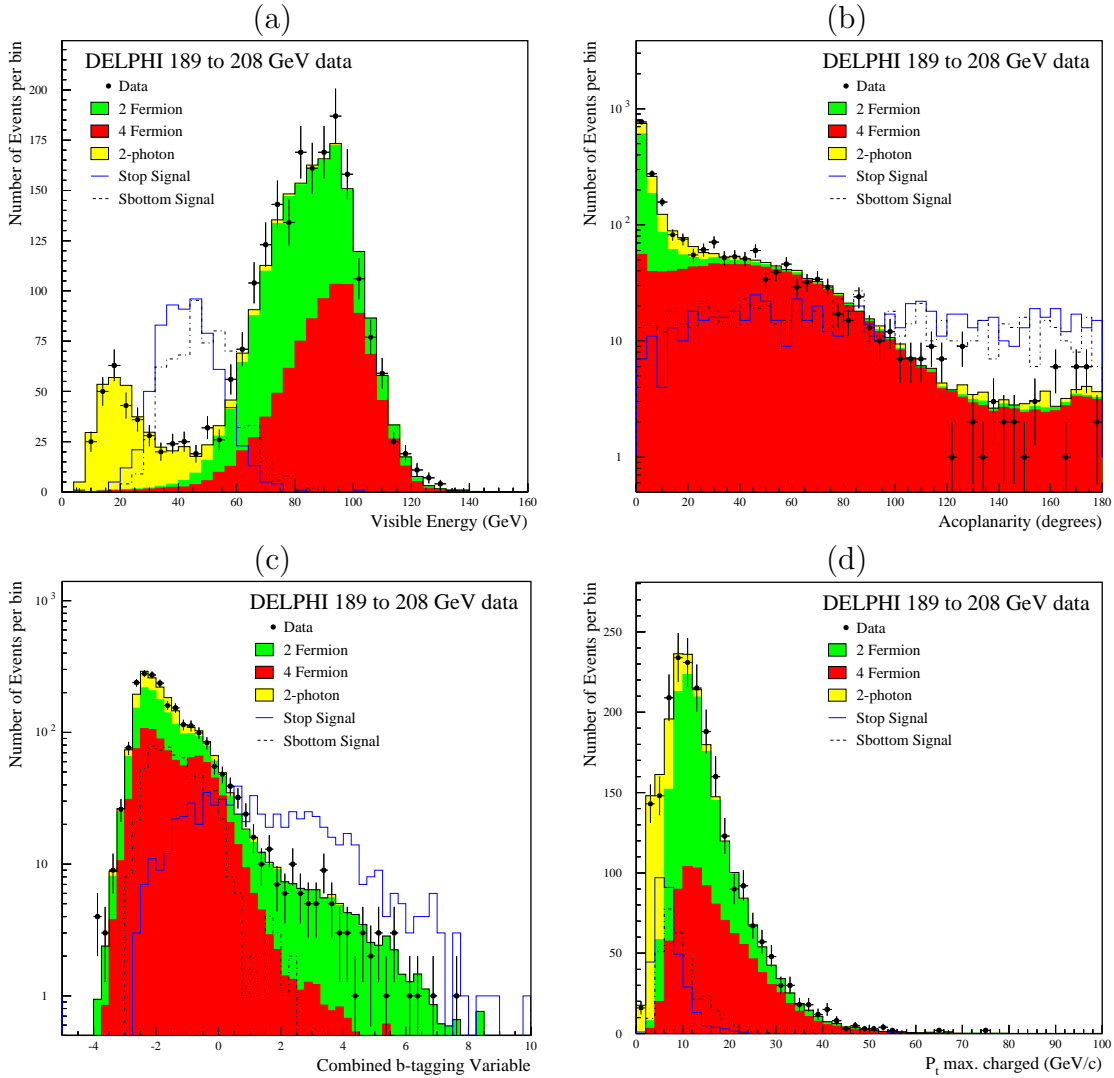 (a)
DELPHI 189 to 208 GeV data
Data
2 Fermion
4 Fermion
2-photon
Stop Signal
Sbottom Signal
Number of Events per bin
0
25
50
75
100
125
150
175
200
0 20 40 60 80 100 120 140 160
Visible Energy (GeV)
(b)
DELPHI 189 to 208 GeV data
Data
2 Fermion
4 Fermion
2-photon
Stop Signal
Sbottom Signal
Number of Events per bin
1
10
10²
10³
0 20 40 60 80 100 120 140 160 180
Acoplanarity (degrees)
(c)
DELPHI 189 to 208 GeV data
Data
2 Fermion
4 Fermion
2-photon
Stop Signal
Sbottom Signal
Number of Events per bin
1
10
10²
10³
-4 -2 0 2 4 6 8 10
Combined b-tagging Variable
(d)
DELPHI 189 to 208 GeV data
Data
2 Fermion
4 Fermion
2-photon
Stop Signal
Sbottom Signal
Number of Events per bin
0
50
100
150
200
250
0 10 20 30 40 50 60 70 80 90 100
Pₜ max. charged (GeV/c)